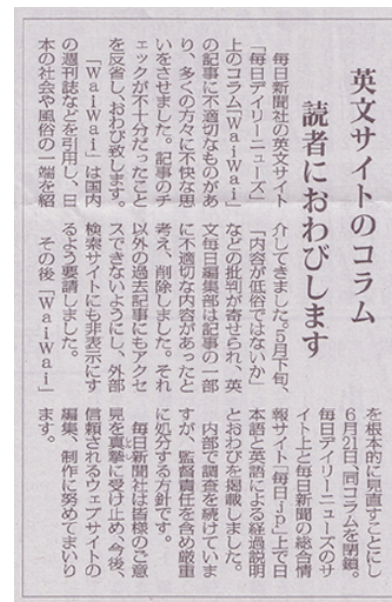 英文サイトのコラム
読者におわびします
毎日新聞社の英文サイト
「毎日デイリーニューズ」
上のコラム「WaiWai」
の記事に不適切なものがあ
り、多くの方々に不快な思
いをさせました。記事のチ
ェックが不十分だったこと
を反省し、おわび致します。
「WaiWai」は国内
の週刊誌などを引用し、日
本の社会や風俗の一端を紹
介してきました。5月下旬、
「内容が低俗ではないか」
などの批判が寄せられ、英
文毎日編集部は記事の一部
に不適切な内容があったと
考え、削除しました。それ
以外の過去記事にもアクセ
スできないようにし、外部
検索サイトにも非表示にす
るよう要請しました。
その後「WaiWai」
を根本的に見直すことにし
6月21日、同コラムを閉鎖。
毎日デイリーニューズのサ
イト上と毎日新聞の総合情
報サイト「毎日jp」上で日
本語と英語による経過説明
とおわびを掲載しました。
内部で調査を続けていま
すが、監督責任を含め厳重
に処分する方針です。
毎日新聞社は皆様のご意
見を真摯に受け止め、今後、
信頼されるウェブサイトの
編集、制作に努めてまいり
ます。